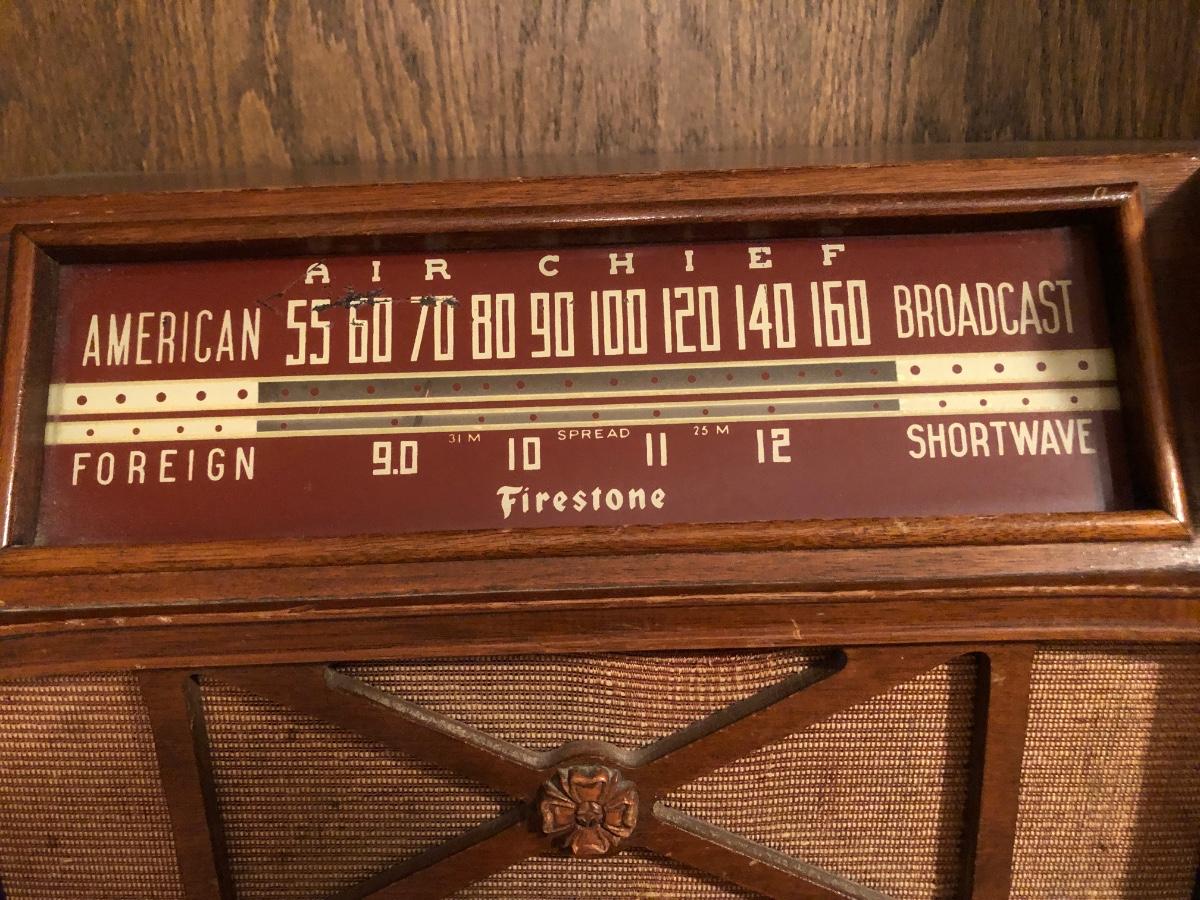 AIR CHIEF
AMERICAN 55 60 70 80 90 100 120 140 160 BROADCAST
FOREIGN 9.0 31 M 10 SPREAD 11 25 M 12 SHORTWAVE
Firestone